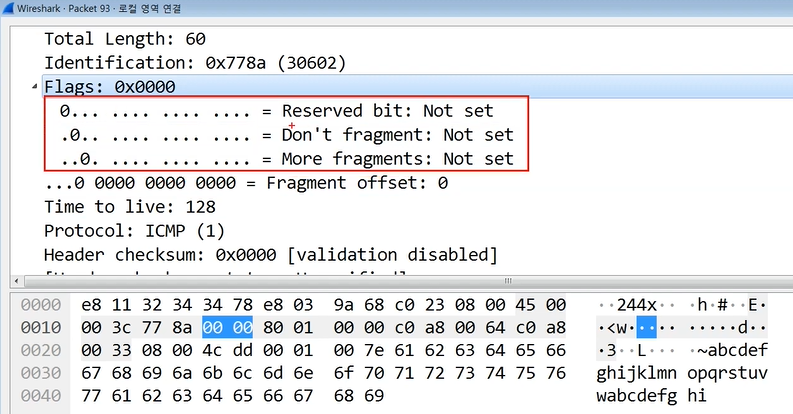 Wireshark · Packet 93 · 로컬 영역 연결
Total Length: 60
Identification: 0x778a (30602)
Flags: 0x0000
0... .... .... .... = Reserved bit: Not set
.0.. .... .... .... = Don't fragment: Not set
..0. .... .... .... = More fragments: Not set
...0 0000 0000 0000 = Fragment offset: 0
Time to live: 128
Protocol: ICMP (1)
Header checksum: 0x0000 [validation disabled]
0000 e8 11 32 34 34 78 e8 03 9a 68 c0 23 08 00 45 00 ··244x·· ·h·#··E·
0010 00 3c 77 8a 00 00 80 01 00 00 c0 a8 00 64 c0 a8 ·<w····· ·····d··
0020 00 33 08 00 4c dd 00 01 00 7e 61 62 63 64 65 66 ·3··L··· ·~abcdef
0030 67 68 69 6a 6b 6c 6d 6e 6f 70 71 72 73 74 75 76 ghijklmn opqrstuv
0040 77 61 62 63 64 65 66 67 68 69 wabcdefg hi